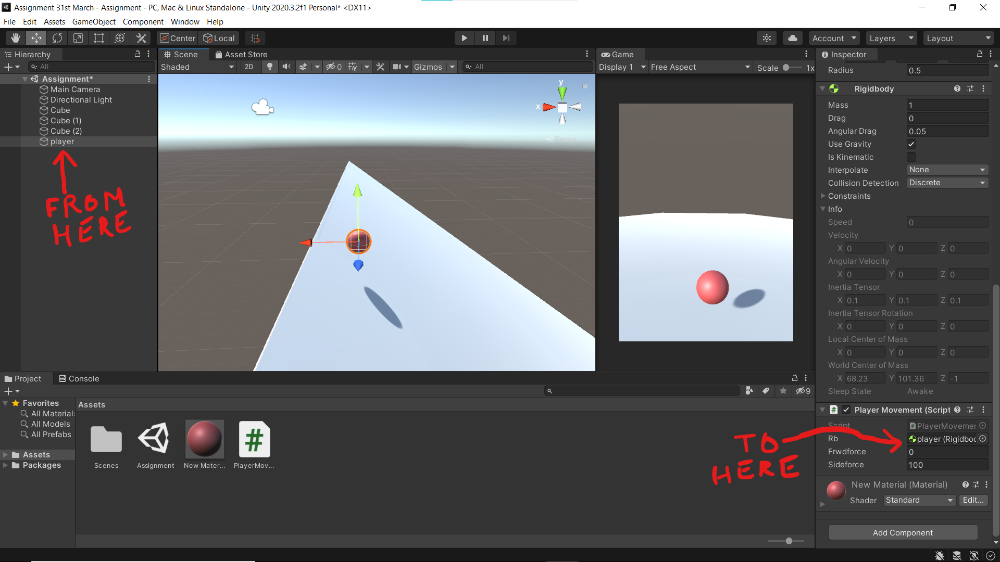 Assignment 31st March - Assignment - PC, Mac & Linux Standalone - Unity 2020.3.2f1 Personal* <DX11>
File Edit Assets GameObject Component Window Help
Center Local
Account Layers Layout
Hierarchy
All
Assignment*
Main Camera
Directional Light
Cube
Cube (1)
Cube (2)
player
FROM
HERE
Scene Asset Store
Shaded 2D 0 Gizmos All
y
x
Persp
Game
Display 1 Free Aspect Scale 1x
Inspector
Radius 0.5
Rigidbody
Mass 1
Drag 0
Angular Drag 0.05
Use Gravity
Is Kinematic
Interpolate None
Collision Detection Discrete
Constraints
Info
Speed 0
Velocity
X 0 Y 0 Z 0
Angular Velocity
X 0 Y 0 Z 0
Inertia Tensor
X 0.1 Y 0.1 Z 0.1
Inertia Tensor Rotation
X 0 Y 0 Z 0
Local Center of Mass
X 0 Y 0 Z 0
World Center of Mass
X 68.23 Y 101.36 Z -1
Sleep State Awake
Player Movement (Script
Script PlayerMovemen
Rb player (Rigidboc
Frwdforce 0
Sideforce 100
TO
HERE
New Material (Material)
Shader Standard Edit...
Add Component
Project Console
9
Favorites
All Materials
All Models
All Prefabs
Assets
Packages
Assets
Scenes Assignment New Mater... PlayerMov...